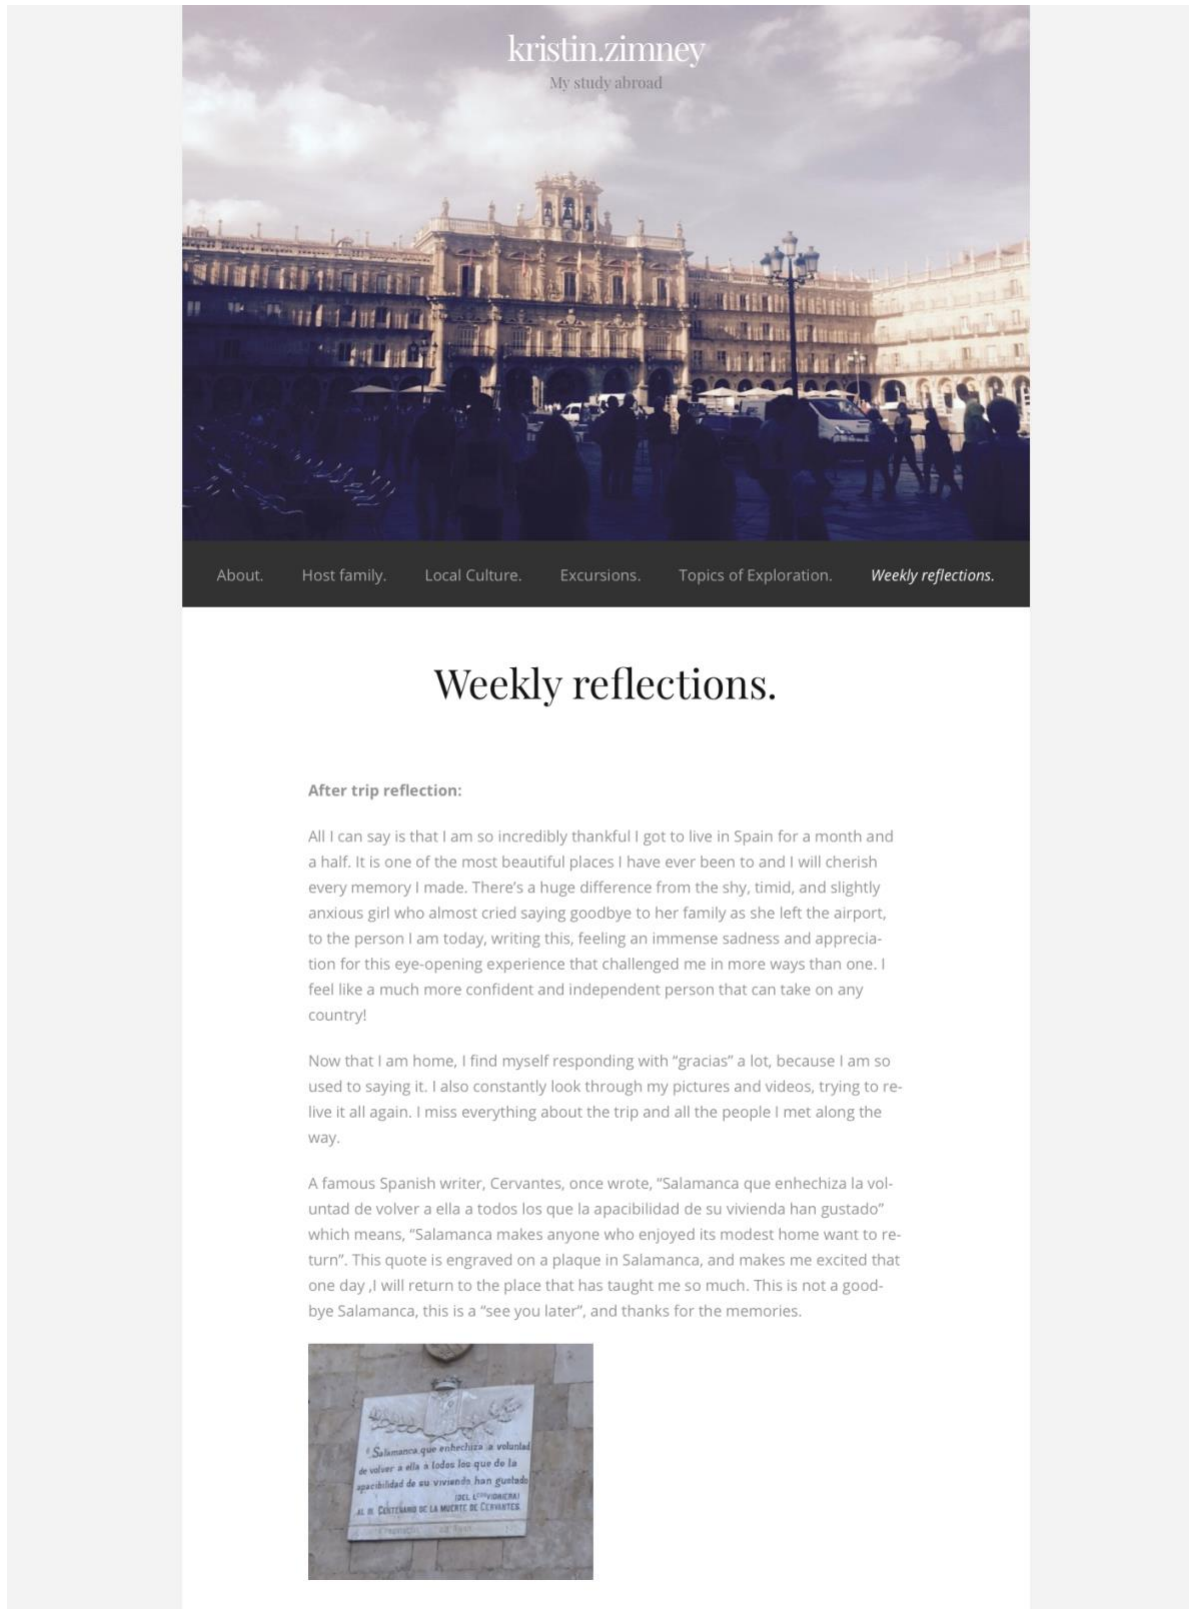 kristin.zimney
My study abroad
About. Host family. Local Culture. Excursions. Topics of Exploration. Weekly reflections.
Weekly reflections.
After trip reflection:
All I can say is that I am so incredibly thankful I got to live in Spain for a month and
a half. It is one of the most beautiful places I have ever been to and I will cherish
every memory I made. There’s a huge difference from the shy, timid, and slightly
anxious girl who almost cried saying goodbye to her family as she left the airport,
to the person I am today, writing this, feeling an immense sadness and apprecia-
tion for this eye-opening experience that challenged me in more ways than one. I
feel like a much more confident and independent person that can take on any
country!
Now that I am home, I find myself responding with “gracias” a lot, because I am so
used to saying it. I also constantly look through my pictures and videos, trying to re-
live it all again. I miss everything about the trip and all the people I met along the
way.
A famous Spanish writer, Cervantes, once wrote, “Salamanca que enhechiza la vol-
untad de volver a ella a todos los que la apacibilidad de su vivienda han gustado”
which means, “Salamanca makes anyone who enjoyed its modest home want to re-
turn”. This quote is engraved on a plaque in Salamanca, and makes me excited that
one day ,I will return to the place that has taught me so much. This is not a good-
bye Salamanca, this is a “see you later”, and thanks for the memories.
Salamanca que enhechiza la voluntad
de volver a ella a todos los que de la
apacibilidad de su vivienda han gustado
AL III CENTENARIO DE LA MUERTE DE CERVANTES